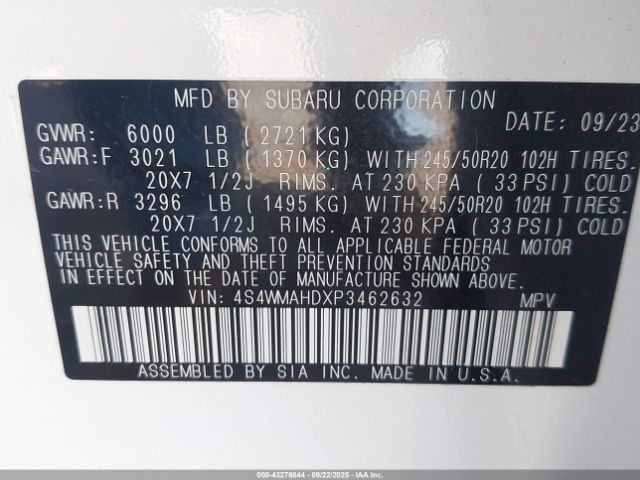 MFD BY SUBARU CORPORATION
DATE: 09/23
GVWR: 6000 LB ( 2721 KG)
GAWR:F 3021 LB ( 1370 KG) WITH 245/50R20 102H TIRES.
20X7 1/2J RIMS. AT 230 KPA ( 33 PSI) COLD
GAWR:R 3296 LB ( 1495 KG) WITH 245/50R20 102H TIRES.
20X7 1/2J RIMS. AT 230 KPA ( 33 PSI) COLD
THIS VEHICLE CONFORMS TO ALL APPLICABLE FEDERAL MOTOR
VEHICLE SAFETY AND THEFT PREVENTION STANDARDS
IN EFFECT ON THE DATE OF MANUFACTURE SHOWN ABOVE.
VIN: 4S4WMAHDXP3462632 MPV
ASSEMBLED BY SIA INC. MADE IN U.S.A.
000-43276844 - 09/22/2025 - IAAI.COM